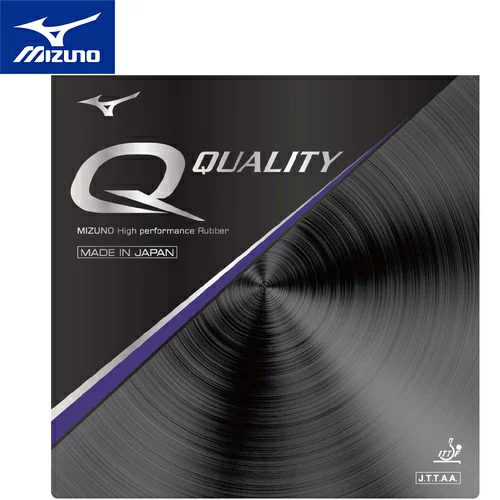 MIZUNO
Q QUALITY
MIZUNO High performance Rubber
MADE IN JAPAN
ITTF
J.T.T.A.A.